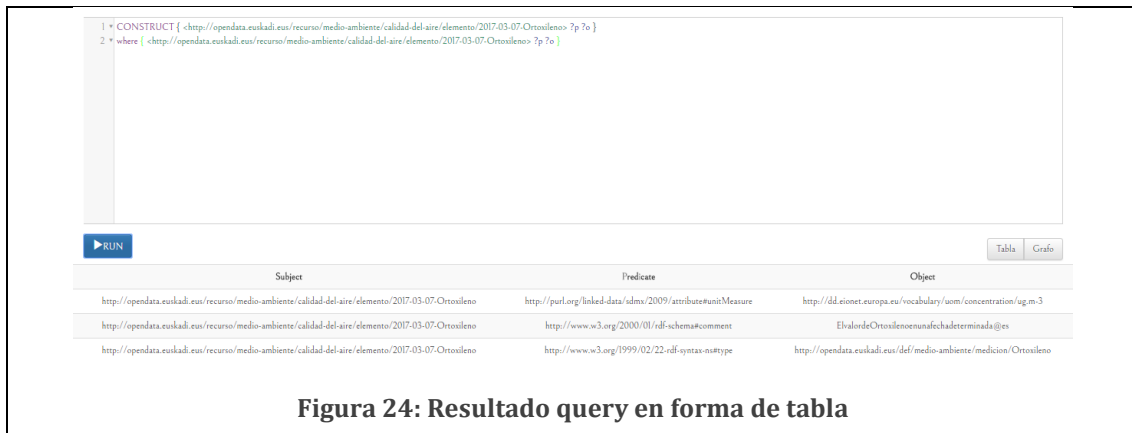 1 CONSTRUCT { <http://opendata.euskadi.eus/recurso/medio-ambiente/calidad-del-aire/elemento/2017-03-07-Ortoxileno> ?p ?o }
2 where { <http://opendata.euskadi.eus/recurso/medio-ambiente/calidad-del-aire/elemento/2017-03-07-Ortoxileno> ?p ?o }
RUN
Tabla Grafo
Subject Predicate Object
http://opendata.euskadi.eus/recurso/medio-ambiente/calidad-del-aire/elemento/2017-03-07-Ortoxileno http://purl.org/linked-data/sdmx/2009/attribute#unitMeasure http://dd.eionet.europa.eu/vocabulary/uom/concentration/ug.m-3
http://opendata.euskadi.eus/recurso/medio-ambiente/calidad-del-aire/elemento/2017-03-07-Ortoxileno http://www.w3.org/2000/01/rdf-schema#comment ElvalordeOrtoxilenoenunafechadeterminada@es
http://opendata.euskadi.eus/recurso/medio-ambiente/calidad-del-aire/elemento/2017-03-07-Ortoxileno http://www.w3.org/1999/02/22-rdf-syntax-ns#type http://opendata.euskadi.eus/def/medio-ambiente/medicion/Ortoxileno
Figura 24: Resultado query en forma de tabla